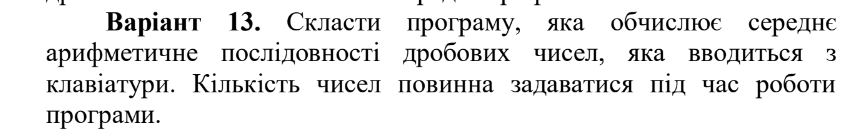 Варіант 13. Скласти програму, яка обчислює середнє
арифметичне послідовності дробових чисел, яка вводиться з
клавіатури. Кількість чисел повинна задаватися під час роботи
програми.